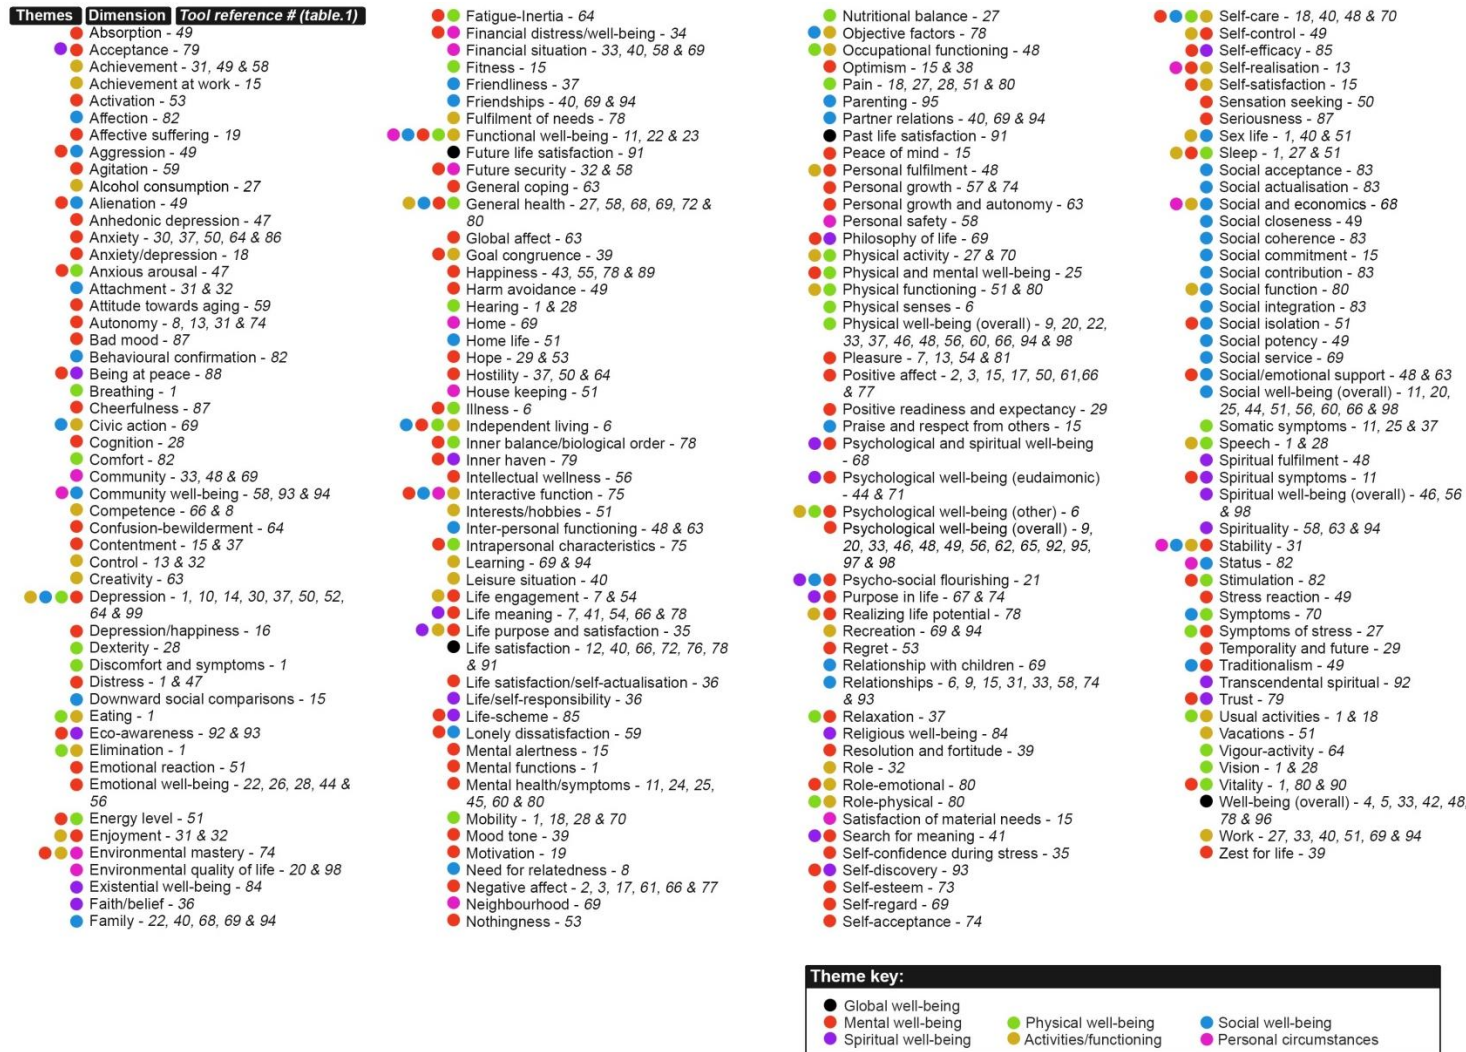 Themes Dimension Tool reference # (table.1)
Absorption - 49
Acceptance - 79
Achievement - 31, 49 & 58
Achievement at work - 15
Activation - 53
Affection - 82
Affective suffering - 19
Aggression - 49
Agitation - 59
Alcohol consumption - 27
Alienation - 49
Anhedonic depression - 47
Anxiety - 30, 37, 50, 64 & 86
Anxiety/depression - 18
Anxious arousal - 47
Attachment - 31 & 32
Attitude towards aging - 59
Autonomy - 8, 13, 31 & 74
Bad mood - 87
Behavioural confirmation - 82
Being at peace - 88
Breathing - 1
Cheerfulness - 87
Civic action - 69
Cognition - 28
Comfort - 82
Community - 33, 48 & 69
Community well-being - 58, 93 & 94
Competence - 66 & 8
Confusion-bewilderment - 64
Contentment - 15 & 37
Control - 13 & 32
Creativity - 63
Depression - 1, 10, 14, 30, 37, 50, 52,
64 & 99
Depression/happiness - 16
Dexterity - 28
Discomfort and symptoms - 1
Distress - 1 & 47
Downward social comparisons - 15
Eating - 1
Eco-awareness - 92 & 93
Elimination - 1
Emotional reaction - 51
Emotional well-being - 22, 26, 28, 44 &
56
Energy level - 51
Enjoyment - 31 & 32
Environmental mastery - 74
Environmental quality of life - 20 & 98
Existential well-being - 84
Faith/belief - 36
Family - 22, 40, 68, 69 & 94
Fatigue-Inertia - 64
Financial distress/well-being - 34
Financial situation - 33, 40, 58 & 69
Fitness - 15
Friendliness - 37
Friendships - 40, 69 & 94
Fulfilment of needs - 78
Functional well-being - 11, 22 & 23
Future life satisfaction - 91
Future security - 32 & 58
General coping - 63
General health - 27, 58, 68, 69, 72 &
80
Global affect - 63
Goal congruence - 39
Happiness - 43, 55, 78 & 89
Harm avoidance - 49
Hearing - 1 & 28
Home - 69
Home life - 51
Hope - 29 & 53
Hostility - 37, 50 & 64
House keeping - 51
Illness - 6
Independent living - 6
Inner balance/biological order - 78
Inner haven - 79
Intellectual wellness - 56
Interactive function - 75
Interests/hobbies - 51
Inter-personal functioning - 48 & 63
Intrapersonal characteristics - 75
Learning - 69 & 94
Leisure situation - 40
Life engagement - 7 & 54
Life meaning - 7, 41, 54, 66 & 78
Life purpose and satisfaction - 35
Life satisfaction - 12, 40, 66, 72, 76, 78
& 91
Life satisfaction/self-actualisation - 36
Life/self-responsibility - 36
Life-scheme - 85
Lonely dissatisfaction - 59
Mental alertness - 15
Mental functions - 1
Mental health/symptoms - 11, 24, 25,
45, 60 & 80
Mobility - 1, 18, 28 & 70
Mood tone - 39
Motivation - 19
Need for relatedness - 8
Negative affect - 2, 3, 17, 61, 66 & 77
Neighbourhood - 69
Nothingness - 53
Nutritional balance - 27
Objective factors - 78
Occupational functioning - 48
Optimism - 15 & 38
Pain - 18, 27, 28, 51 & 80
Parenting - 95
Partner relations - 40, 69 & 94
Past life satisfaction - 91
Peace of mind - 15
Personal fulfilment - 48
Personal growth - 57 & 74
Personal growth and autonomy - 63
Personal safety - 58
Philosophy of life - 69
Physical activity - 27 & 70
Physical and mental well-being - 25
Physical functioning - 51 & 80
Physical senses - 6
Physical well-being (overall) - 9, 20, 22,
33, 37, 46, 48, 56, 60, 66, 94 & 98
Pleasure - 7, 13, 54 & 81
Positive affect - 2, 3, 15, 17, 50, 61,66
& 77
Positive readiness and expectancy - 29
Praise and respect from others - 15
Psychological and spiritual well-being
- 68
Psychological well-being (eudaimonic)
- 44 & 71
Psychological well-being (other) - 6
Psychological well-being (overall) - 9,
20, 33, 46, 48, 49, 56, 62, 65, 92, 95,
97 & 98
Psycho-social flourishing - 21
Purpose in life - 67 & 74
Realizing life potential - 78
Recreation - 69 & 94
Regret - 53
Relationship with children - 69
Relationships - 6, 9, 15, 31, 33, 58, 74
& 93
Relaxation - 37
Religious well-being - 84
Resolution and fortitude - 39
Role - 32
Role-emotional - 80
Role-physical - 80
Satisfaction of material needs - 15
Search for meaning - 41
Self-confidence during stress - 35
Self-discovery - 93
Self-esteem - 73
Self-regard - 69
Self-acceptance - 74
Self-care - 18, 40, 48 & 70
Self-control - 49
Self-efficacy - 85
Self-realisation - 13
Self-satisfaction - 15
Sensation seeking - 50
Seriousness - 87
Sex life - 1, 40 & 51
Sleep - 1, 27 & 51
Social acceptance - 83
Social actualisation - 83
Social and economics - 68
Social closeness - 49
Social coherence - 83
Social commitment - 15
Social contribution - 83
Social function - 80
Social integration - 83
Social isolation - 51
Social potency - 49
Social service - 69
Social/emotional support - 48 & 63
Social well-being (overall) - 11, 20,
25, 44, 51, 56, 60, 66 & 98
Somatic symptoms - 11, 25 & 37
Speech - 1 & 28
Spiritual fulfilment - 48
Spiritual symptoms - 11
Spiritual well-being (overall) - 46, 56
& 98
Spirituality - 58, 63 & 94
Stability - 31
Status - 82
Stimulation - 82
Stress reaction - 49
Symptoms - 70
Symptoms of stress - 27
Temporality and future - 29
Traditionalism - 49
Transcendental spiritual - 92
Trust - 79
Usual activities - 1 & 18
Vacations - 51
Vigour-activity - 64
Vision - 1 & 28
Vitality - 1, 80 & 90
Well-being (overall) - 4, 5, 33, 42, 48,
78 & 96
Work - 27, 33, 40, 51, 69 & 94
Zest for life - 39
Theme key:
Global well-being
Mental well-being Physical well-being Social well-being
Spiritual well-being Activities/functioning Personal circumstances